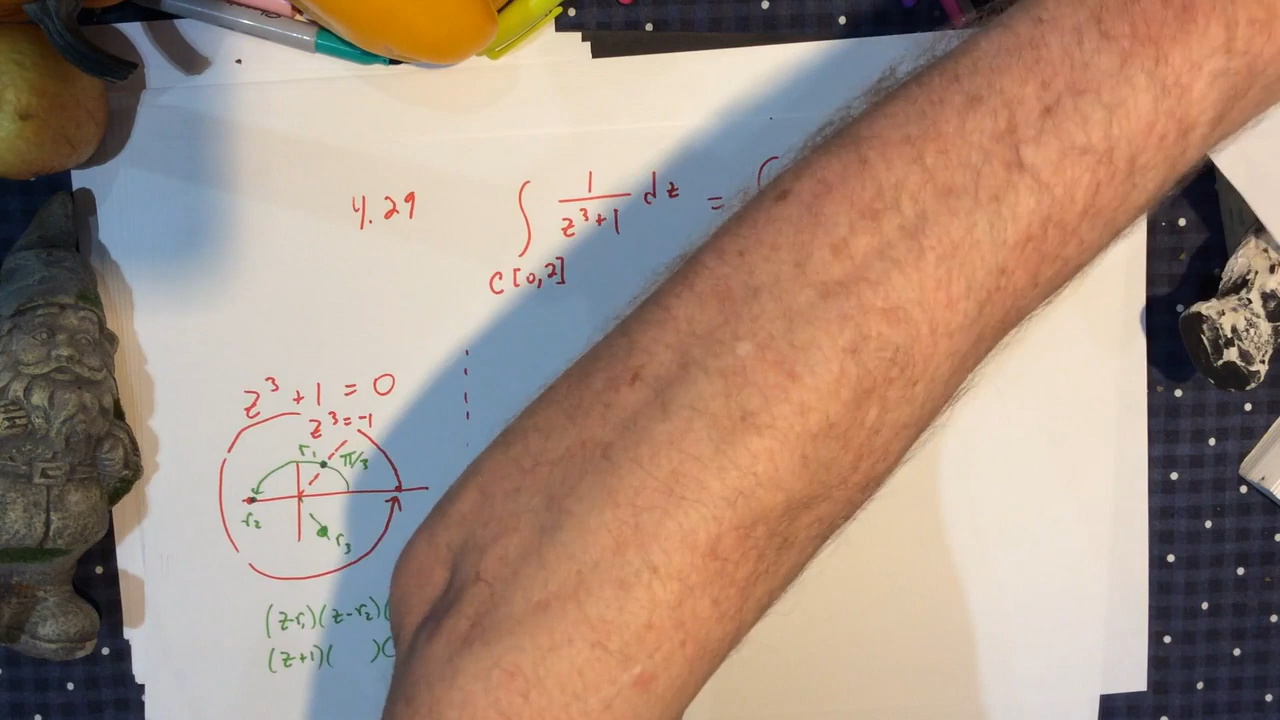 4.29 ∫ 1/(z³+1) dz = ∫
C[0,2]
z³ + 1 = 0
z³ = -1
r₁ π/3
r₂
r₃
(z-r₁)(z-r₂)(
(z+1)( )(